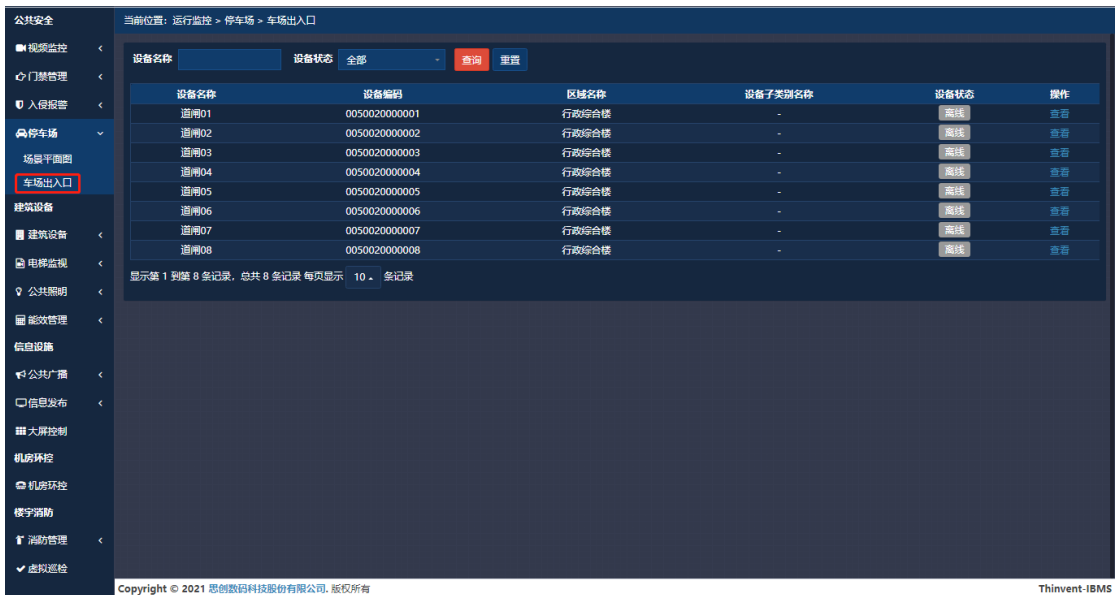 公共安全
视频监控
门禁管理
入侵报警
停车场
场景平面图
车场出入口
建筑设备
建筑设备
电梯监视
公共照明
能效管理
信息设施
公共广播
信息发布
大屏控制
机房环控
机房环控
楼宇消防
消防管理
虚拟巡检
当前位置：运行监控 > 停车场 > 车场出入口
设备名称 设备状态 全部 查询 重置
设备名称 设备编码 区域名称 设备子类别名称 设备状态 操作
道闸01 0050020000001 行政综合楼 - 离线 查看
道闸02 0050020000002 行政综合楼 - 离线 查看
道闸03 0050020000003 行政综合楼 - 离线 查看
道闸04 0050020000004 行政综合楼 - 离线 查看
道闸05 0050020000005 行政综合楼 - 离线 查看
道闸06 0050020000006 行政综合楼 - 离线 查看
道闸07 0050020000007 行政综合楼 - 离线 查看
道闸08 0050020000008 行政综合楼 - 离线 查看
显示第 1 到第 8 条记录，总共 8 条记录 每页显示 10 条记录
Copyright © 2021 思创数码科技股份有限公司. 版权所有
Thinvent-IBMS